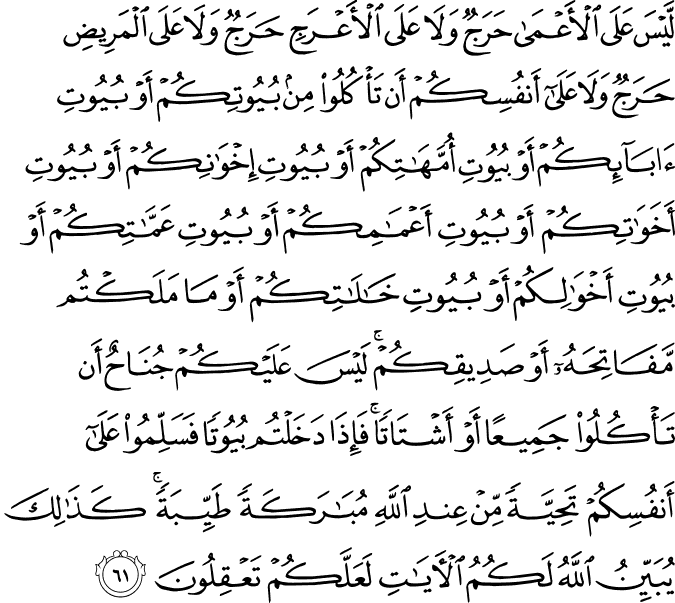 لَّيْسَ عَلَى ٱلْأَعْمَىٰ حَرَجٌ وَلَا عَلَى ٱلْأَعْرَجِ حَرَجٌ وَلَا عَلَى ٱلْمَرِيضِ
حَرَجٌ وَلَا عَلَىٰٓ أَنفُسِكُمْ أَن تَأْكُلُوا۟ مِنۢ بُيُوتِكُمْ أَوْ بُيُوتِ
ءَابَآئِكُمْ أَوْ بُيُوتِ أُمَّهَـٰتِكُمْ أَوْ بُيُوتِ إِخْوَٰنِكُمْ أَوْ بُيُوتِ
أَخَوَٰتِكُمْ أَوْ بُيُوتِ أَعْمَـٰمِكُمْ أَوْ بُيُوتِ عَمَّـٰتِكُمْ أَوْ
بُيُوتِ أَخْوَٰلِكُمْ أَوْ بُيُوتِ خَـٰلَـٰتِكُمْ أَوْ مَا مَلَكْتُم
مَّفَاتِحَهُۥٓ أَوْ صَدِيقِكُمْ ۚ لَيْسَ عَلَيْكُمْ جُنَاحٌ أَن
تَأْكُلُوا۟ جَمِيعًا أَوْ أَشْتَاتًا ۚ فَإِذَا دَخَلْتُم بُيُوتًا فَسَلِّمُوا۟ عَلَىٰٓ
أَنفُسِكُمْ تَحِيَّةً مِّنْ عِندِ ٱللَّهِ مُبَـٰرَكَةً طَيِّبَةً ۚ كَذَٰلِكَ
يُبَيِّنُ ٱللَّهُ لَكُمُ ٱلْـَٔايَـٰتِ لَعَلَّكُمْ تَعْقِلُونَ ٦١